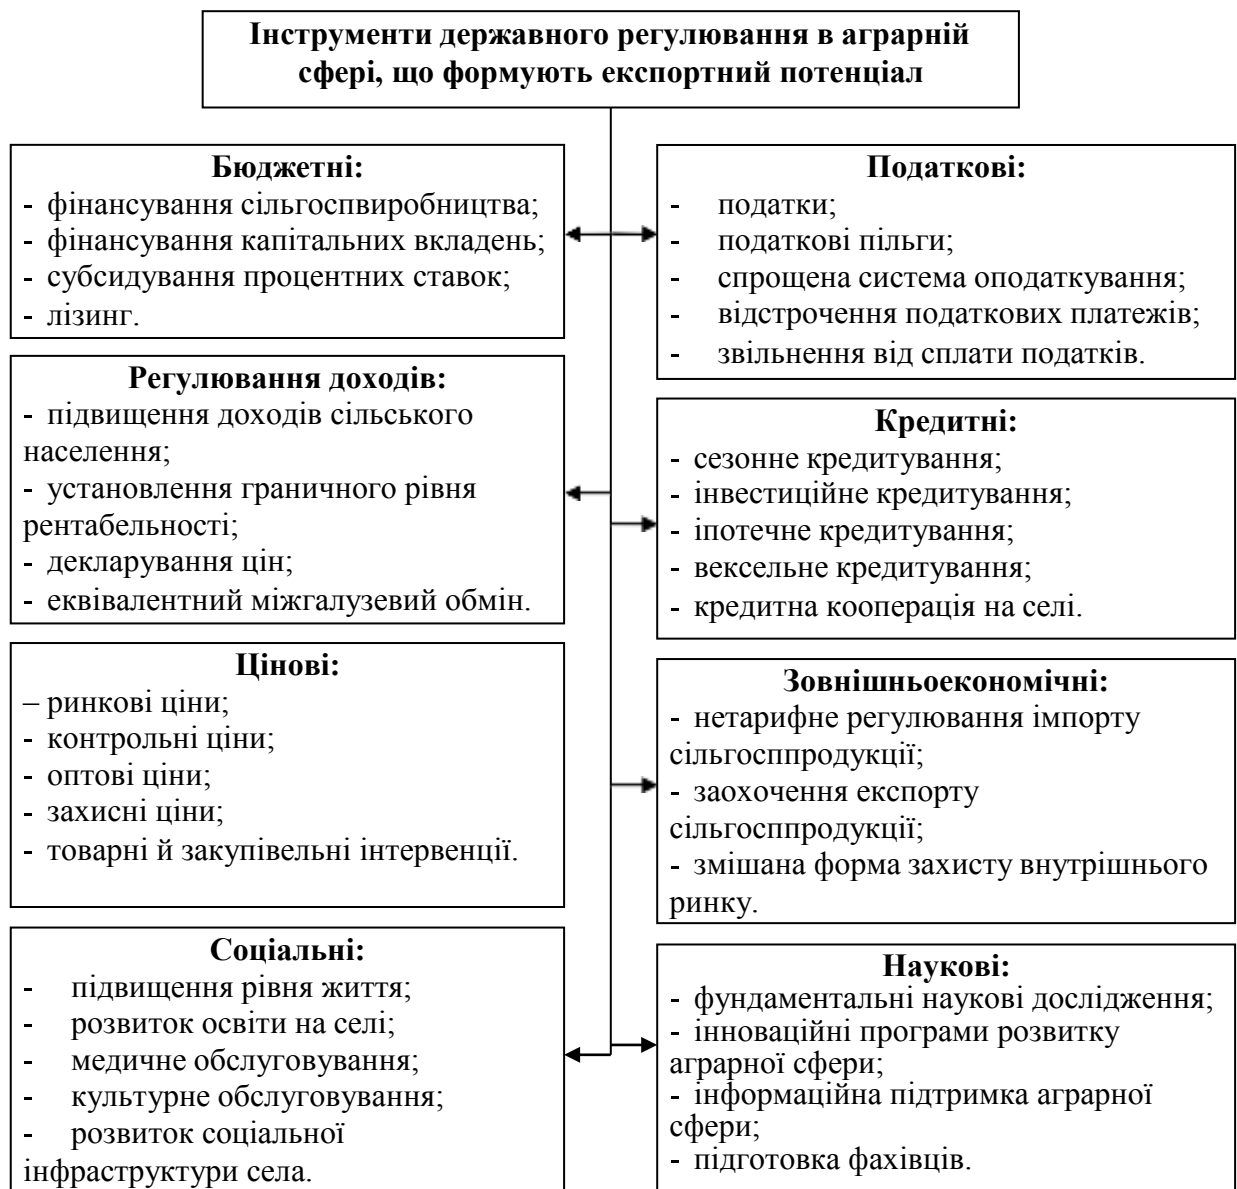 Інструменти державного регулювання в аграрній
сфері, що формують експортний потенціал
Бюджетні:
- фінансування сільгоспвиробництва;
- фінансування капітальних вкладень;
- субсидування процентних ставок;
- лізинг.
Податкові:
- податки;
- податкові пільги;
- спрощена система оподаткування;
- відстрочення податкових платежів;
- звільнення від сплати податків.
Регулювання доходів:
- підвищення доходів сільського
населення;
- установлення граничного рівня
рентабельності;
- декларування цін;
- еквівалентний міжгалузевий обмін.
Кредитні:
- сезонне кредитування;
- інвестиційне кредитування;
- іпотечне кредитування;
- вексельне кредитування;
- кредитна кооперація на селі.
Цінові:
– ринкові ціни;
- контрольні ціни;
- оптові ціни;
- захисні ціни;
- товарні й закупівельні інтервенції.
Зовнішньоекономічні:
- нетарифне регулювання імпорту
сільгосппродукції;
- заохочення експорту
сільгосппродукції;
- змішана форма захисту внутрішнього
ринку.
Соціальні:
- підвищення рівня життя;
- розвиток освіти на селі;
- медичне обслуговування;
- культурне обслуговування;
- розвиток соціальної
інфраструктури села.
Наукові:
- фундаментальні наукові дослідження;
- інноваційні програми розвитку
аграрної сфери;
- інформаційна підтримка аграрної
сфери;
- підготовка фахівців.